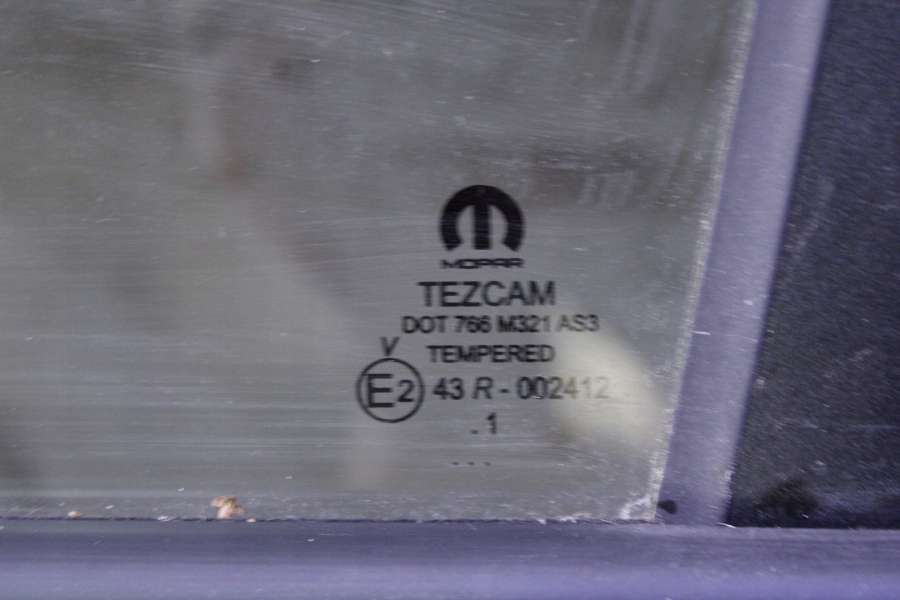 MOPAR
TEZCAM
DOT 766 M321 AS3
V TEMPERED
E2 43 R - 002412
. 1
...